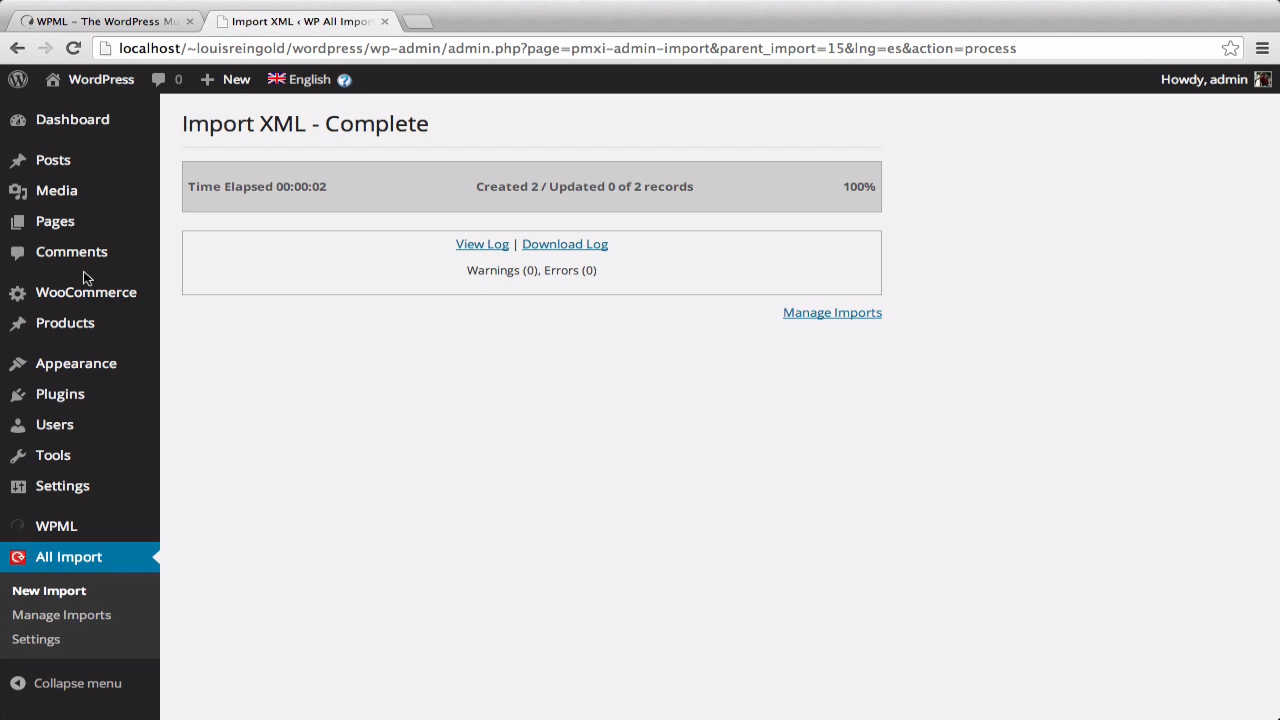 WPML – The WordPress Mu
Import XML ‹ WP All Import
localhost/~louisreingold/wordpress/wp-admin/admin.php?page=pmxi-admin-import&parent_import=15&lng=es&action=process
WordPress 0 New English ? Howdy, admin
Dashboard
Posts
Media
Pages
Comments
WooCommerce
Products
Appearance
Plugins
Users
Tools
Settings
WPML
All Import
New Import
Manage Imports
Settings
Collapse menu
Import XML - Complete
Time Elapsed 00:00:02 Created 2 / Updated 0 of 2 records 100%
View Log | Download Log
Warnings (0), Errors (0)
Manage Imports